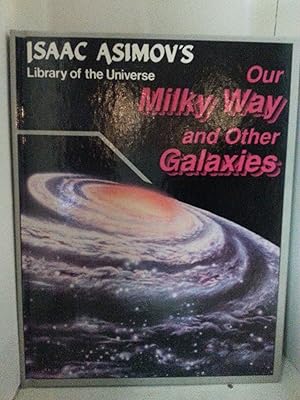 ISAAC ASIMOV'S
Library of the Universe
Our
Milky Way
and Other
Galaxies